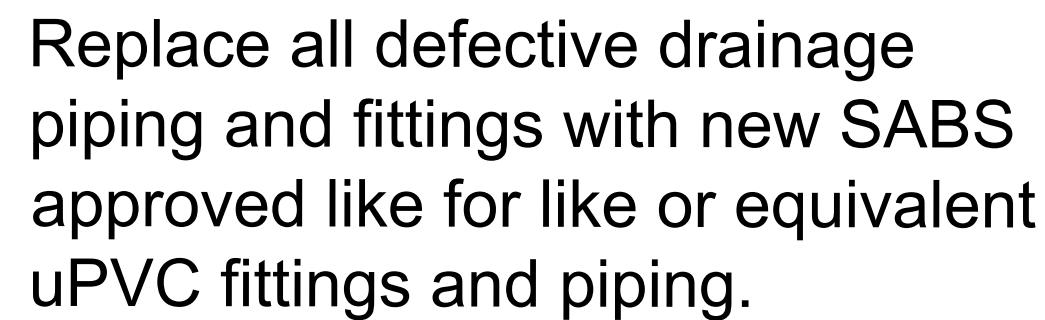 Replace all defective drainage
piping and fittings with new SABS
approved like for like or equivalent
uPVC fittings and piping.